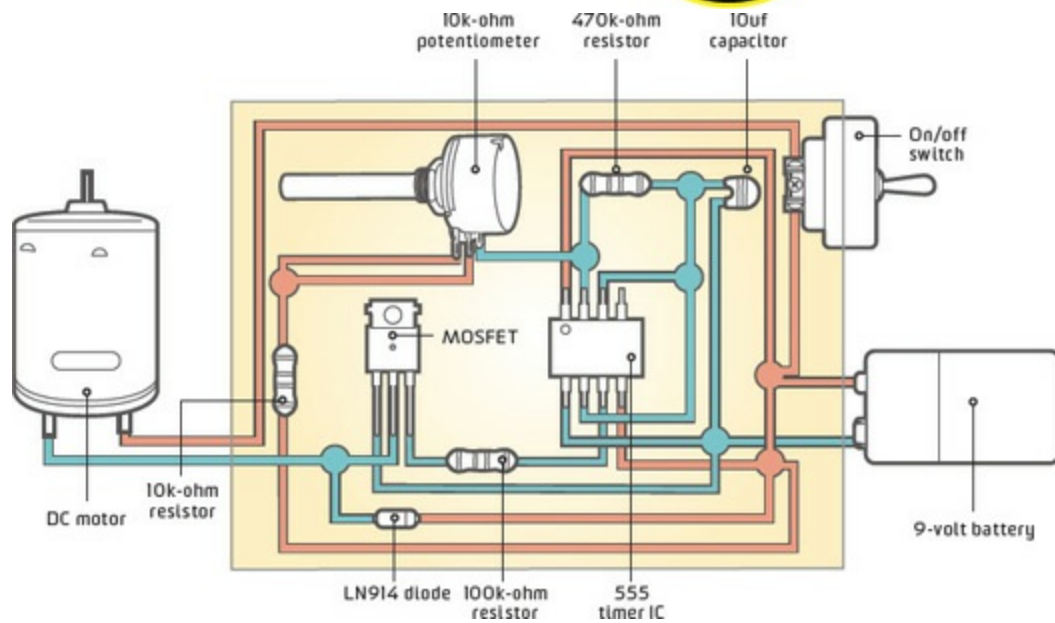 10k-ohm
potentiometer
470k-ohm
resistor
10uf
capacitor
On/off
switch
MOSFET
10k-ohm
resistor
DC motor
9-volt battery
LN914 diode
100k-ohm
resistor
555
timer IC